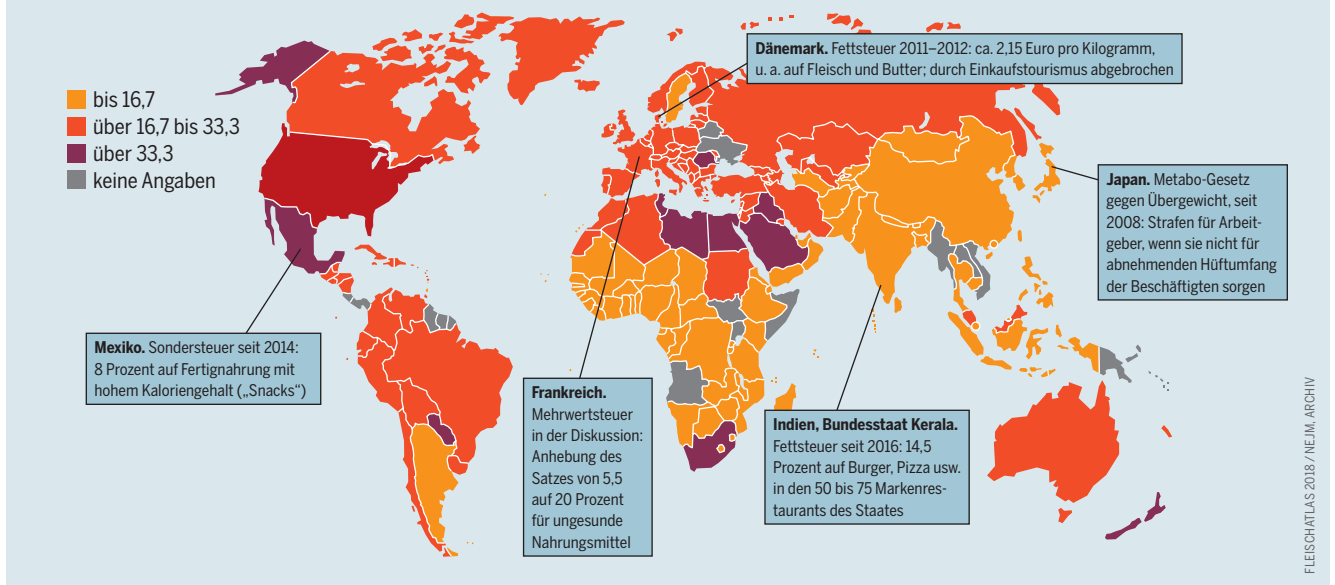 bis 16,7
über 16,7 bis 33,3
über 33,3
keine Angaben
Dänemark. Fettsteuer 2011–2012: ca. 2,15 Euro pro Kilogramm,
u. a. auf Fleisch und Butter; durch Einkaufstourismus abgebrochen
Japan. Metabo-Gesetz
gegen Übergewicht, seit
2008: Strafen für Arbeit-
geber, wenn sie nicht für
abnehmenden Hüftumfang
der Beschäftigten sorgen
Mexiko. Sondersteuer seit 2014:
8 Prozent auf Fertignahrung mit
hohem Kaloriengehalt („Snacks“)
Frankreich.
Mehrwertsteuer
in der Diskussion:
Anhebung des
Satzes von 5,5
auf 20 Prozent
für ungesunde
Nahrungsmittel
Indien, Bundesstaat Kerala.
Fettsteuer seit 2016: 14,5
Prozent auf Burger, Pizza usw.
in den 50 bis 75 Markenres-
taurants des Staates
FLEISCHATLAS 2018 / NEJM, ARCHIV